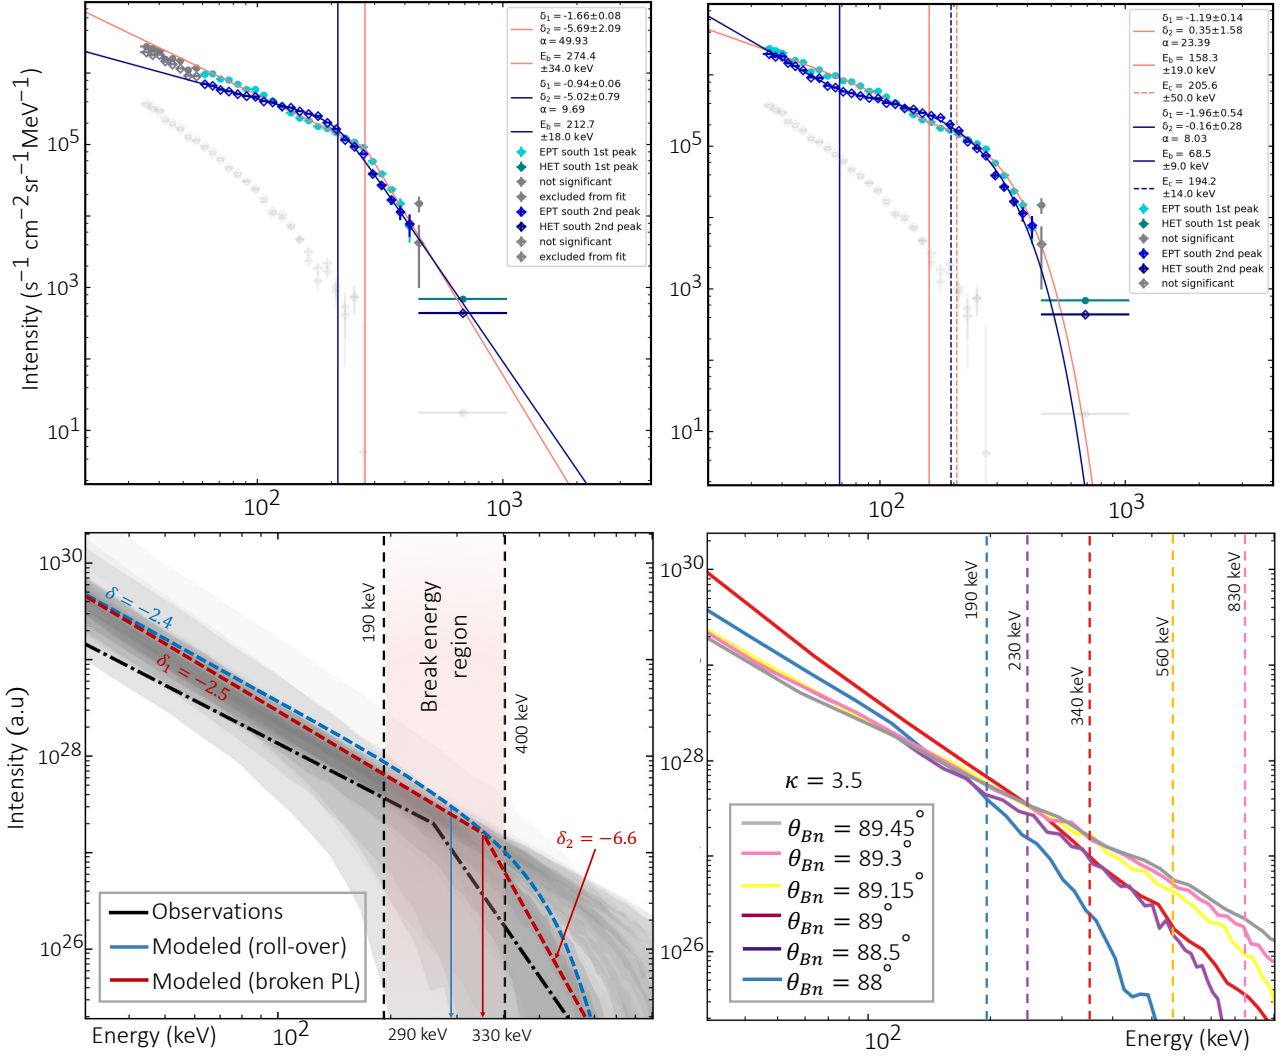 Intensity (s⁻¹ cm⁻²sr⁻¹MeV⁻¹)
10⁵
10³
10¹
10²
10³
δ₁ = -1.66±0.08
δ₂ = -5.69±2.09
α = 49.93
E_b = 274.4
±34.0 keV
δ₁ = -0.94±0.06
δ₂ = -5.02±0.79
α = 9.69
E_b = 212.7
±18.0 keV
EPT south 1st peak
HET south 1st peak
not significant
excluded from fit
EPT south 2nd peak
HET south 2nd peak
not significant
excluded from fit
10⁵
10³
10¹
10²
10³
δ₁ = -1.19±0.14
δ₂ = 0.35±1.58
α = 23.39
E_b = 158.3
±19.0 keV
E_c = 205.6
±50.0 keV
δ₁ = -1.96±0.54
δ₂ = -0.16±0.28
α = 8.03
E_b = 68.5
±9.0 keV
E_c = 194.2
±14.0 keV
EPT south 1st peak
HET south 1st peak
not significant
EPT south 2nd peak
HET south 2nd peak
not significant
Intensity (a.u)
10³⁰
10²⁸
10²⁶
δ = −2.4
δ₁ = −2.5
190 keV
Break energy
region
400 keV
δ₂ = −6.6
Observations
Modeled (roll-over)
Modeled (broken PL)
Energy (keV)
10²
290 keV
330 keV
10³⁰
10²⁸
10²⁶
190 keV
230 keV
340 keV
560 keV
830 keV
κ = 3.5
θ_Bn = 89.45°
θ_Bn = 89.3°
θ_Bn = 89.15°
θ_Bn = 89°
θ_Bn = 88.5°
θ_Bn = 88°
10²
Energy (keV)